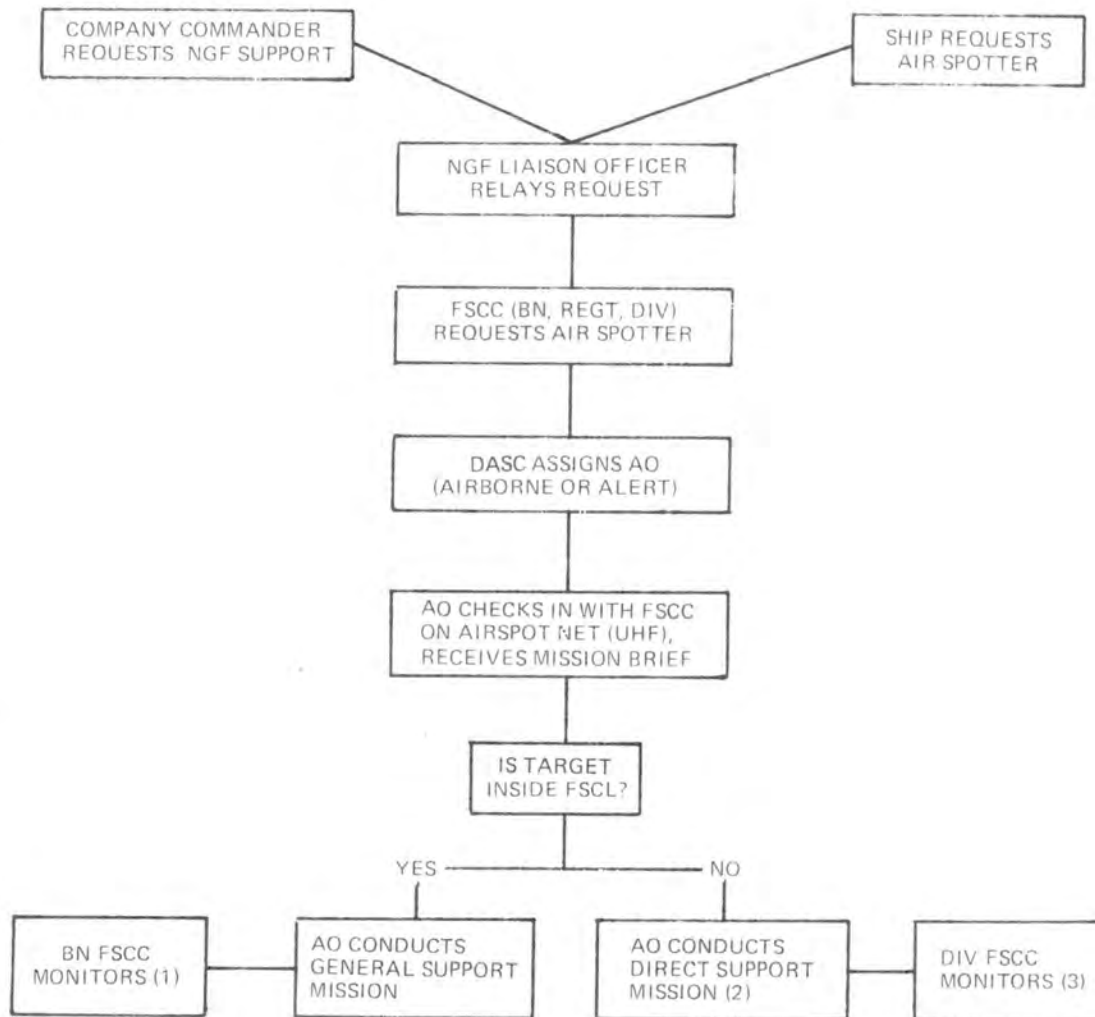 COMPANY COMMANDER
REQUESTS NGF SUPPORT
SHIP REQUESTS
AIR SPOTTER
NGF LIAISON OFFICER
RELAYS REQUEST
FSCC (BN, REGT, DIV)
REQUESTS AIR SPOTTER
DASC ASSIGNS AO
(AIRBORNE OR ALERT)
AO CHECKS IN WITH FSCC
ON AIRSPOT NET (UHF),
RECEIVES MISSION BRIEF
IS TARGET
INSIDE FSCL?
YES
NO
BN FSCC
MONITORS (1)
AO CONDUCTS
GENERAL SUPPORT
MISSION
AO CONDUCTS
DIRECT SUPPORT
MISSION (2)
DIV FSCC
MONITORS (3)